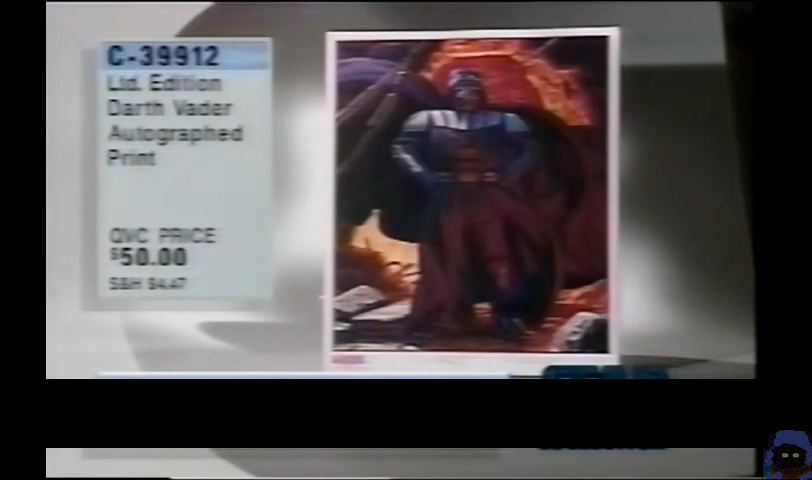 C-39912
Ltd. Edition
Darth Vader
Autographed
Print
QVC PRICE
$50.00
S&H $4.47